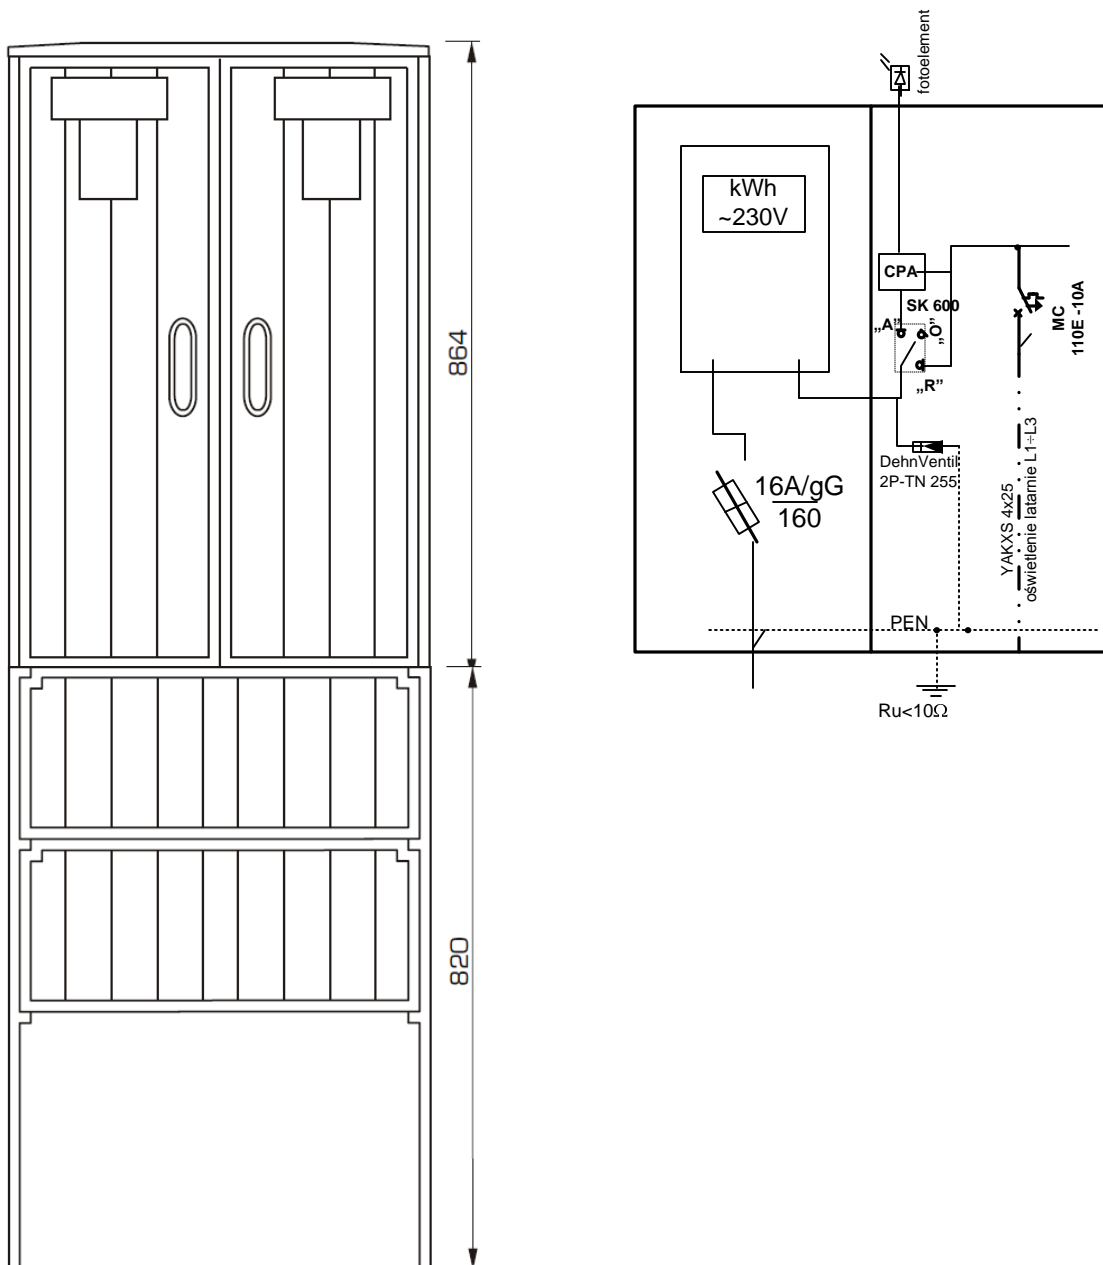 864
820
fotoelement
kWh
~230V
CPA
SK 600
„A”
„O”
„R”
MC
110E -10A
DehnVentil
2P-TN 255
16A/gG
160
YAKXS 4x25
oświetlenie latarnie L1÷L3
PEN
Ru<10Ω